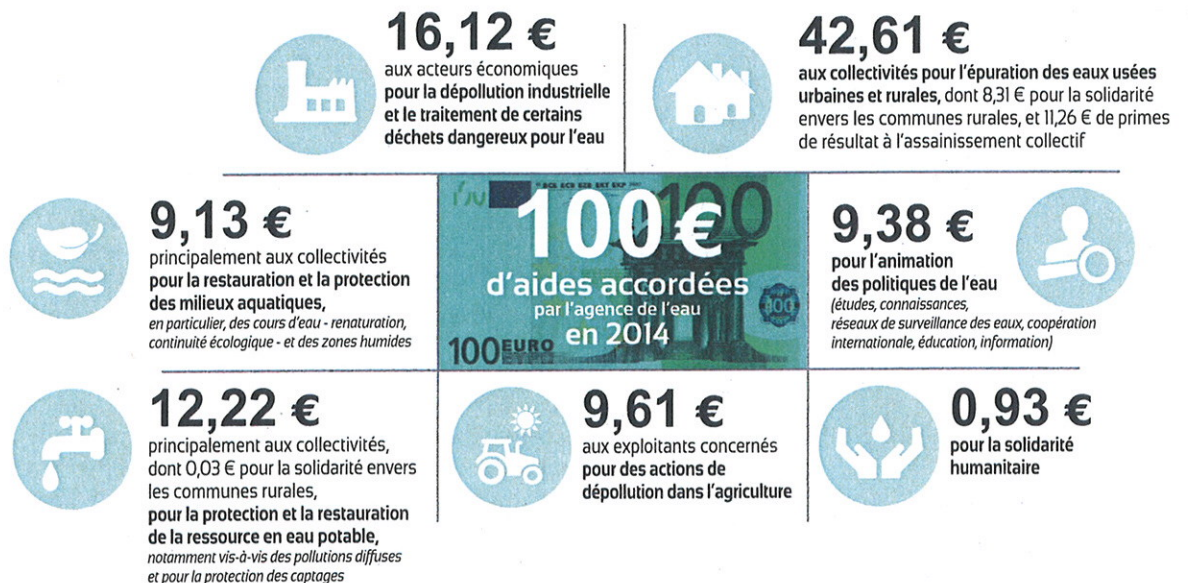 16,12 €
aux acteurs économiques
pour la dépollution industrielle
et le traitement de certains
déchets dangereux pour l'eau
42,61 €
aux collectivités pour l'épuration des eaux usées
urbaines et rurales, dont 8,31 € pour la solidarité
envers les communes rurales, et 11,26 € de primes
de résultat à l'assainissement collectif
9,13 €
principalement aux collectivités
pour la restauration et la protection
des milieux aquatiques,
en particulier, des cours d'eau - renaturation,
continuité écologique - et des zones humides
BCE ECB EZB EKT EKP
100
100 €
d'aides accordées
par l'agence de l'eau
en 2014
100 EURO
9,38 €
pour l'animation
des politiques de l'eau
(études, connaissances,
réseaux de surveillance des eaux, coopération
internationale, éducation, information)
12,22 €
principalement aux collectivités,
dont 0,03 € pour la solidarité envers
les communes rurales,
pour la protection et la restauration
de la ressource en eau potable,
notamment vis-à-vis des pollutions diffuses
et pour la protection des captages
9,61 €
aux exploitants concernés
pour des actions de
dépollution dans l'agriculture
0,93 €
pour la solidarité
humanitaire